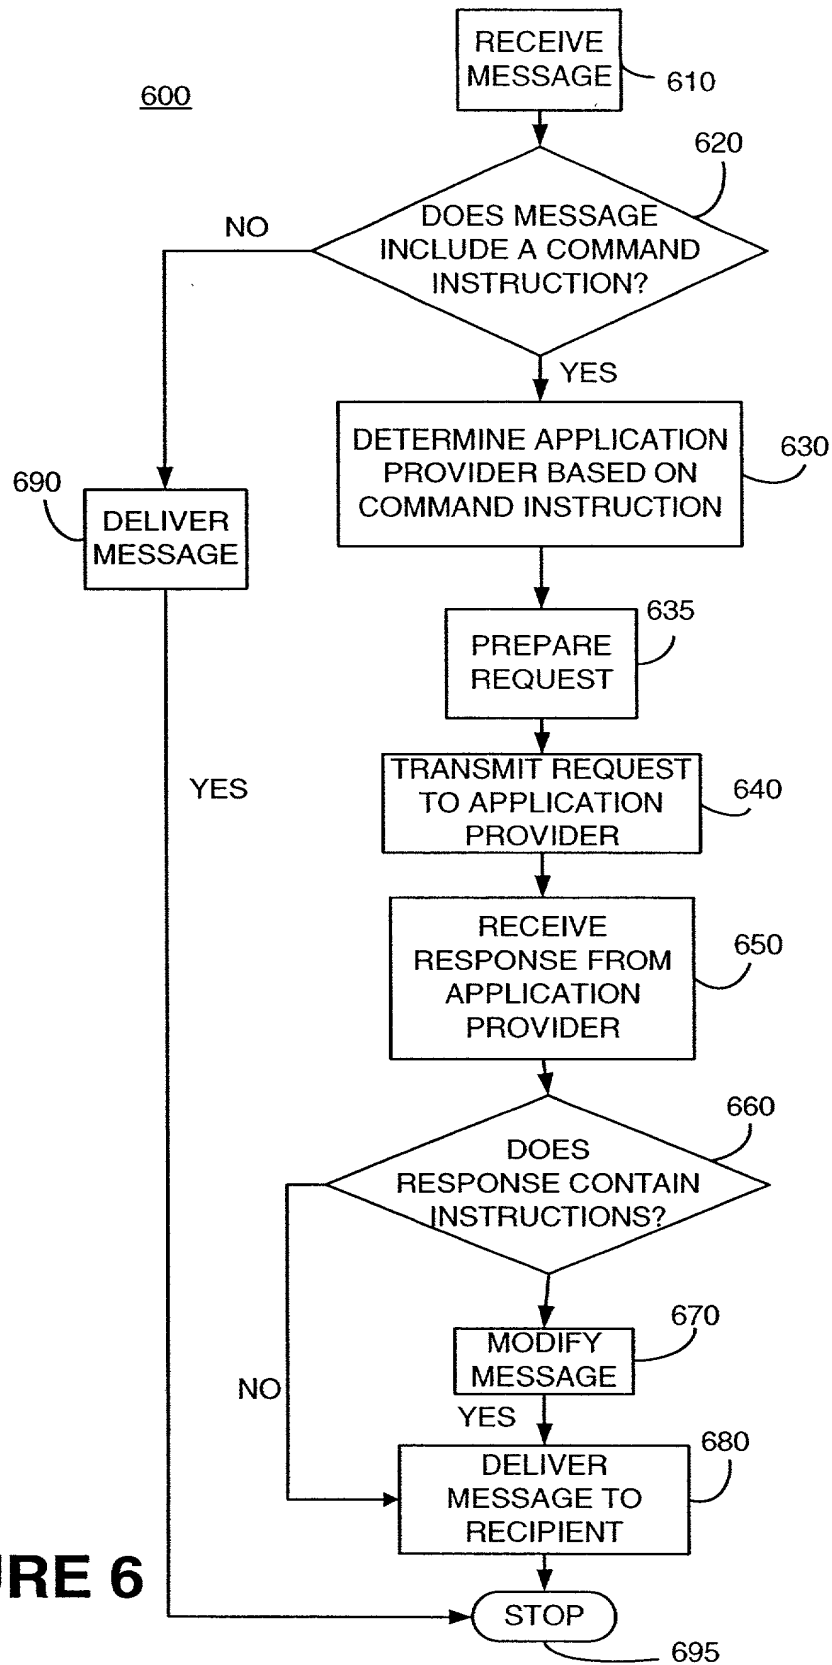 RECEIVE
MESSAGE
610
600
620
DOES MESSAGE
INCLUDE A COMMAND
INSTRUCTION?
NO
YES
DETERMINE APPLICATION
PROVIDER BASED ON
COMMAND INSTRUCTION
630
690
DELIVER
MESSAGE
635
PREPARE
REQUEST
YES
TRANSMIT REQUEST
TO APPLICATION
PROVIDER
640
RECEIVE
RESPONSE FROM
APPLICATION
PROVIDER
650
660
DOES
RESPONSE CONTAIN
INSTRUCTIONS?
670
MODIFY
MESSAGE
NO
YES
680
DELIVER
MESSAGE TO
RECIPIENT
URE 6
STOP
695